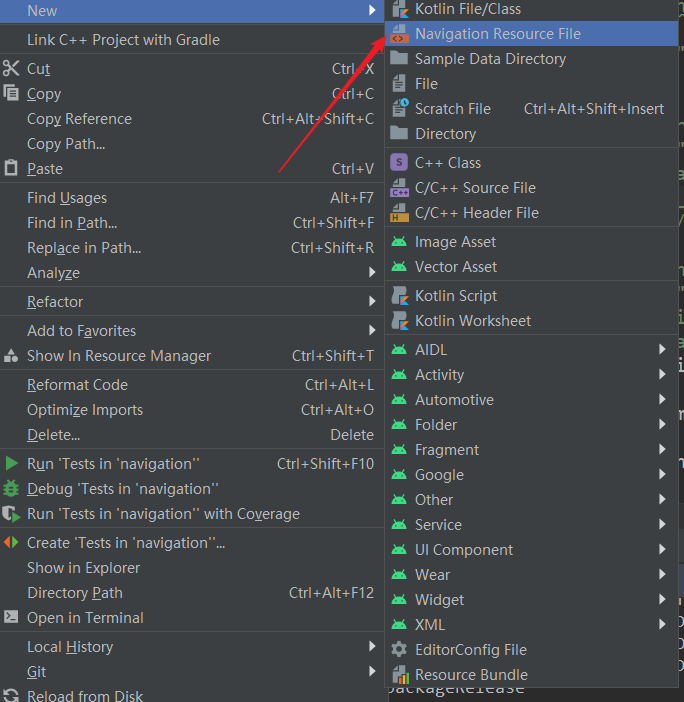 New
Link C++ Project with Gradle
Cut Ctrl+X
Copy Ctrl+C
Copy Reference Ctrl+Alt+Shift+C
Copy Path...
Paste Ctrl+V
Find Usages Alt+F7
Find in Path... Ctrl+Shift+F
Replace in Path... Ctrl+Shift+R
Analyze
Refactor
Add to Favorites
Show In Resource Manager Ctrl+Shift+T
Reformat Code Ctrl+Alt+L
Optimize Imports Ctrl+Alt+O
Delete... Delete
Run 'Tests in 'navigation'' Ctrl+Shift+F10
Debug 'Tests in 'navigation''
Run 'Tests in 'navigation'' with Coverage
Create 'Tests in 'navigation''...
Show in Explorer
Directory Path Ctrl+Alt+F12
Open in Terminal
Local History
Git
Reload from Disk
Kotlin File/Class
Navigation Resource File
Sample Data Directory
File
Scratch File Ctrl+Alt+Shift+Insert
Directory
C++ Class
C/C++ Source File
C/C++ Header File
Image Asset
Vector Asset
Kotlin Script
Kotlin Worksheet
AIDL
Activity
Automotive
Folder
Fragment
Google
Other
Service
UI Component
Wear
Widget
XML
EditorConfig File
Resource Bundle
packageRelease